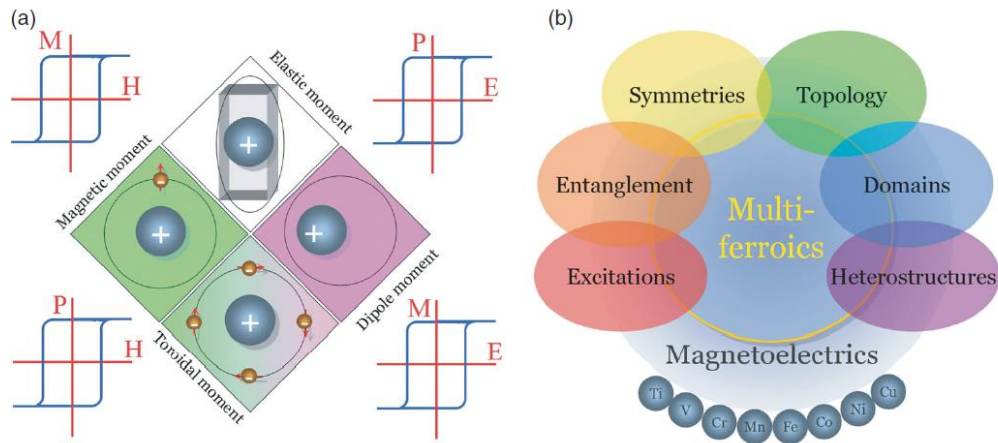 (a)
M
H
P
E
Elastic moment
Magnetic moment
+
+
+
+
Toroidal moment
Dipole moment
P
H
M
E
(b)
Symmetries
Topology
Entanglement
Domains
Multi-
ferroics
Excitations
Heterostructures
Magnetoelectrics
Ti
V
Cr
Mn
Fe
Co
Ni
Cu